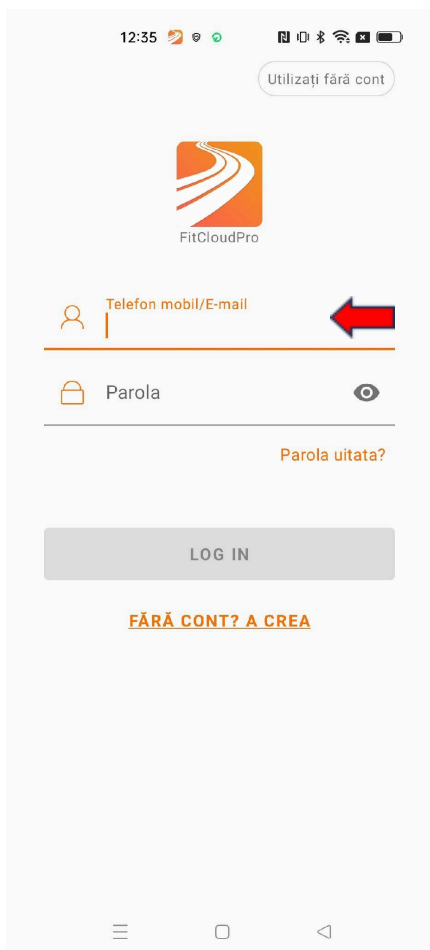 12:35
Utilizați fără cont
FitCloudPro
Telefon mobil/E-mail
Parola
Parola uitata?
LOG IN
FĂRĂ CONT? A CREA